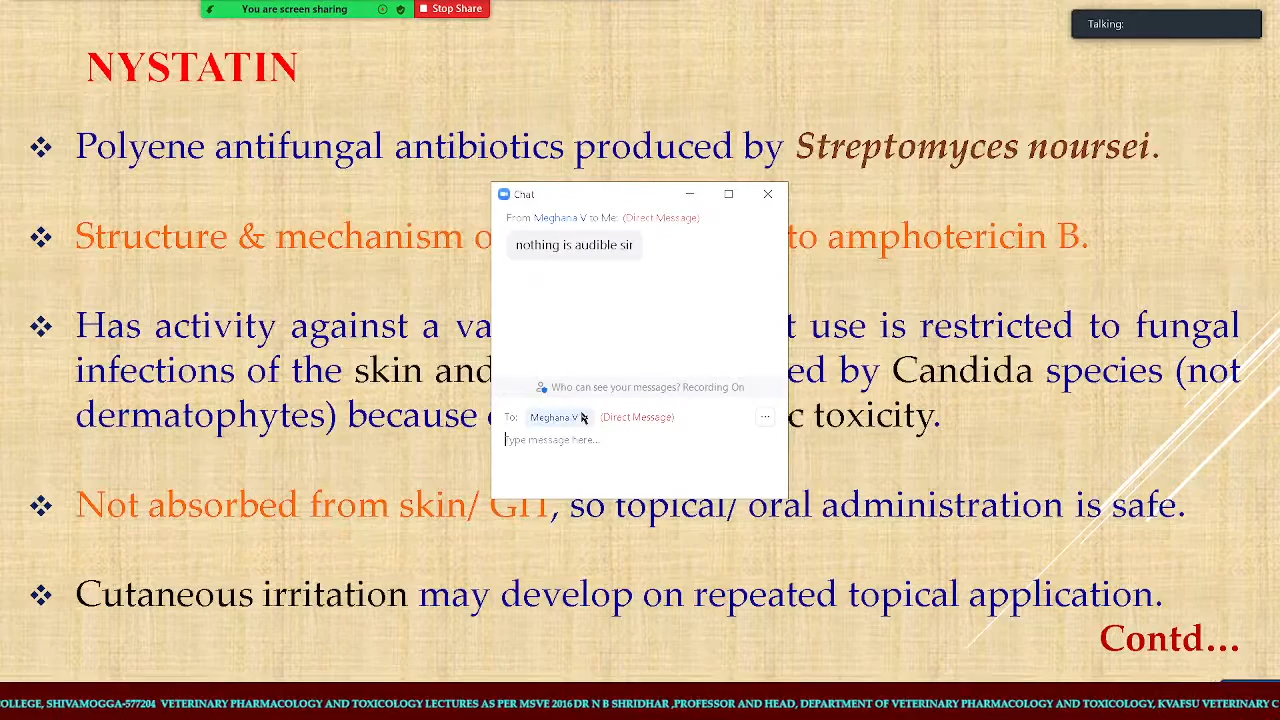 You are screen sharing
Stop Share
Talking:
NYSTATIN
❖ Polyene antifungal antibiotics produced by Streptomyces noursei.
❖ Structure & mechanism o to amphotericin B.
❖ Has activity against a va t use is restricted to fungal
infections of the skin and ed by Candida species (not
dermatophytes) because c toxicity.
❖ Not absorbed from skin/ GIT, so topical/ oral administration is safe.
❖ Cutaneous irritation may develop on repeated topical application.
Contd...
Chat
From Meghana V to Me: (Direct Message)
nothing is audible sir
Who can see your messages? Recording On
To: Meghana V (Direct Message)
Type message here...
OLLEGE, SHIVAMOGGA-577204 VETERINARY PHARMACOLOGY AND TOXICOLOGY LECTURES AS PER MSVE 2016 DR N B SHRIDHAR ,PROFESSOR AND HEAD, DEPARTMENT OF VETERINARY PHARMACOLOGY AND TOXICOLOGY, KVAFSU VETERINARY C